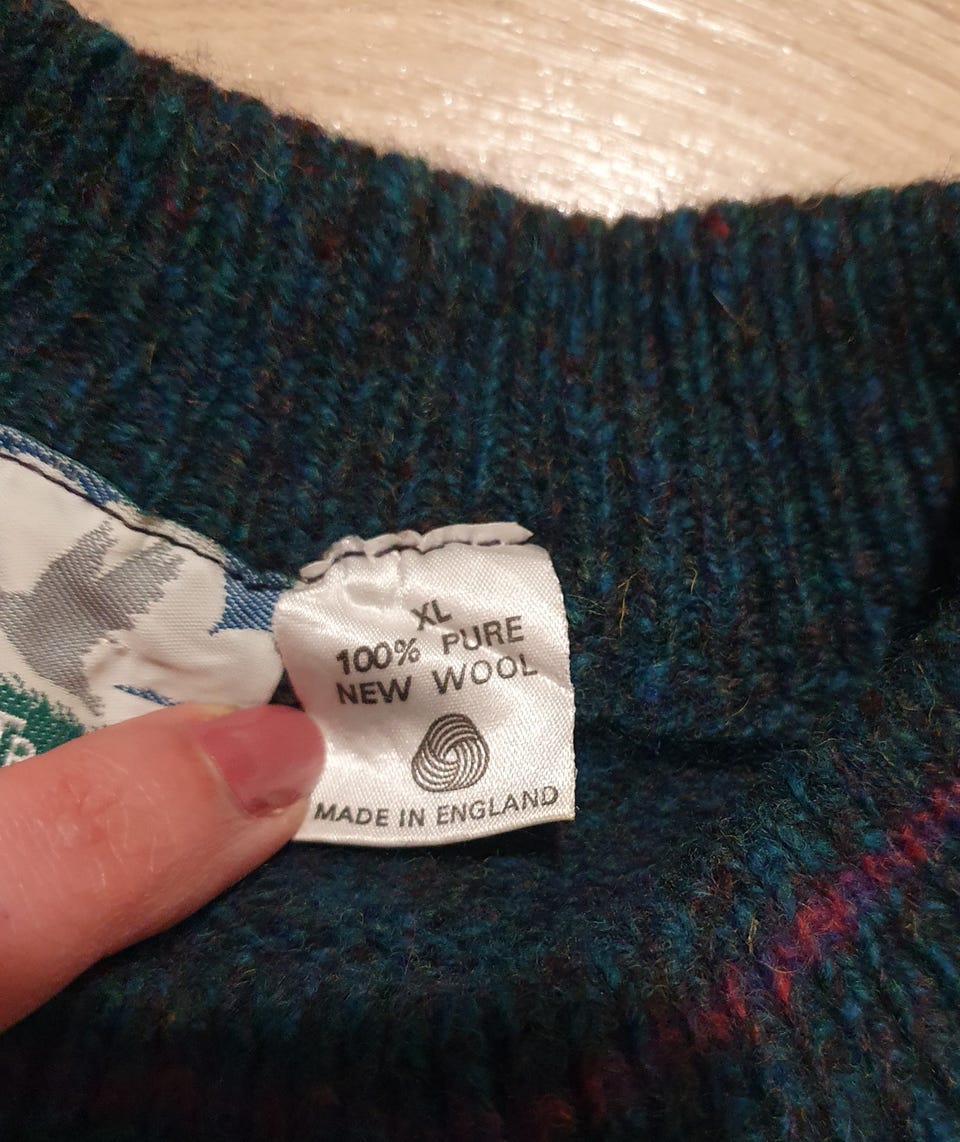 XL
100% PURE
NEW WOOL
MADE IN ENGLAND